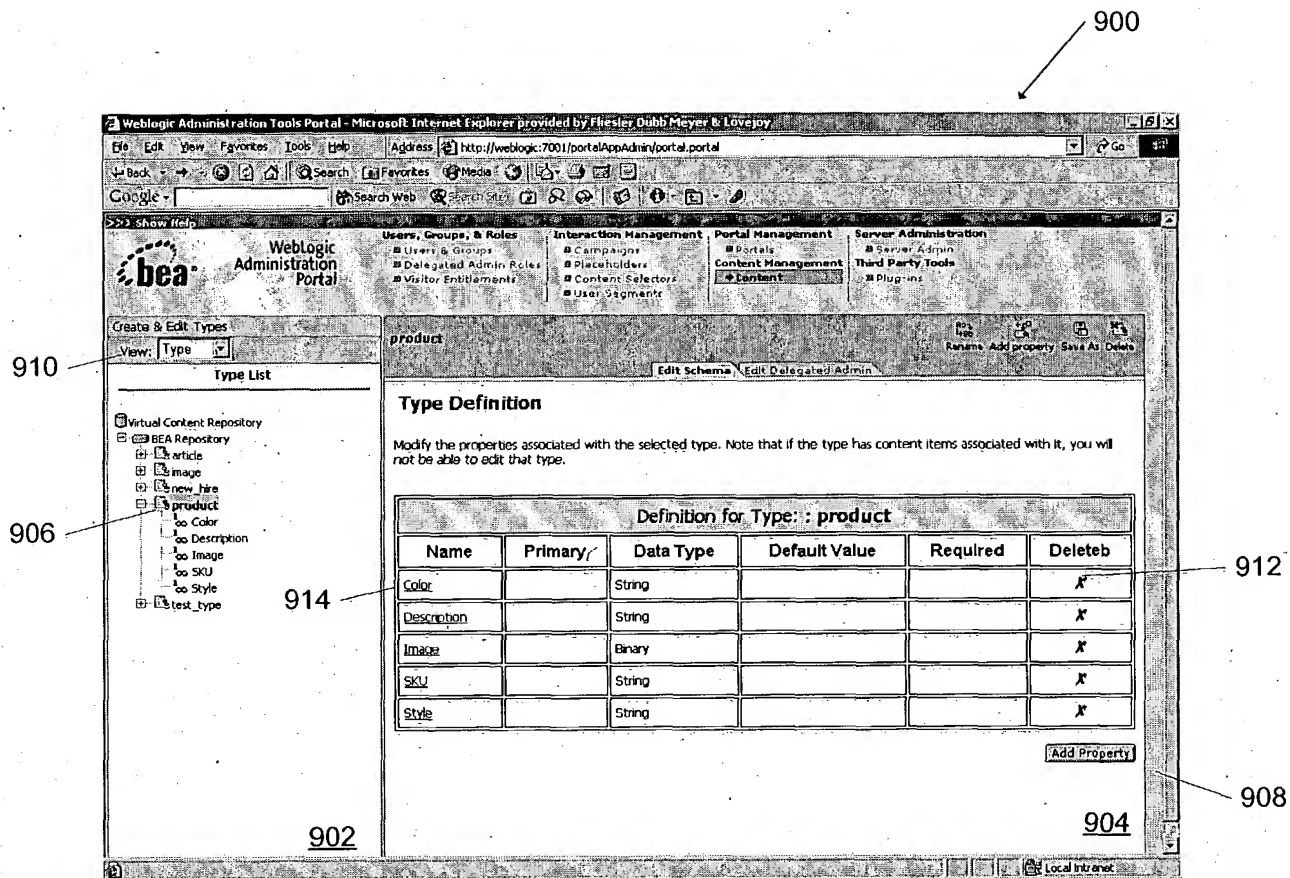 900
Weblogic Administration Tools Portal - Microsoft Internet Explorer provided by Fliesler Dubb Meyer & Lovejoy
File Edit View Favorites Tools Help Address http://weblogic:7001/portalAppAdmin/portal.portal Go
Back Search Favorites Media
Google Search Web Search Site
>>> Show Help
bea
WebLogic
Administration
Portal
Users, Groups, & Roles
Users & Groups
Delegated Admin Roles
Visitor Entitlements
Interaction Management
Campaigns
Placeholders
Content Selectors
User Segments
Portal Management
Portals
Content Management
Content
Server Administration
Server Admin
Third Party Tools
Plug-ins
Create & Edit Types
910
View: Type
Type List
Virtual Content Repository
BEA Repository
article
image
new_hire
906
product
Color
Description
Image
SKU
Style
test_type
902
product
Rename Add property Save As Delete
Edit Schema Edit Delegated Admin
Type Definition
Modify the properties associated with the selected type. Note that if the type has content items associated with it, you will
not be able to edit that type.
Definition for Type: : product
Name Primary Data Type Default Value Required Deleteb
914 Color String X 912
Description String X
Image Binary X
SKU String X
Style String X
Add Property
908
904
Local intranet